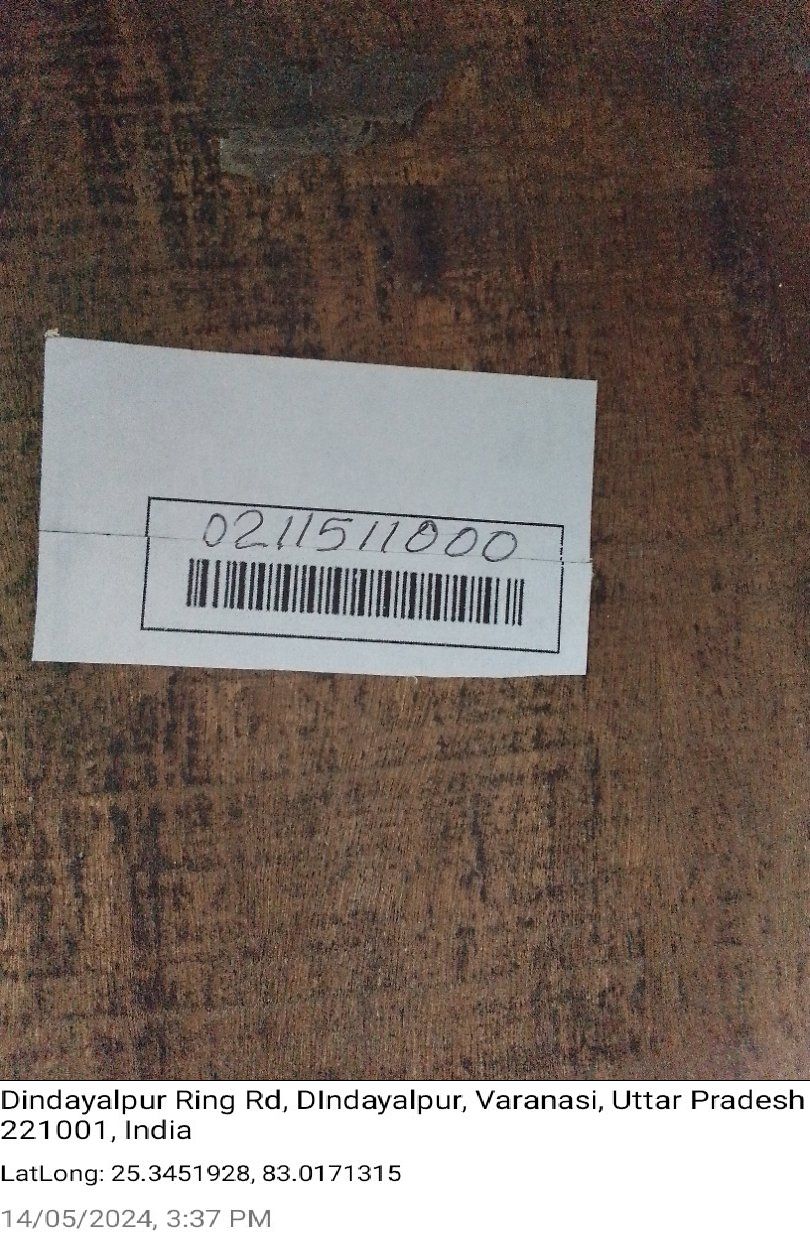 0211511000
Dindayalpur Ring Rd, DIndayalpur, Varanasi, Uttar Pradesh
221001, India
LatLong: 25.3451928, 83.0171315
14/05/2024, 3:37 PM